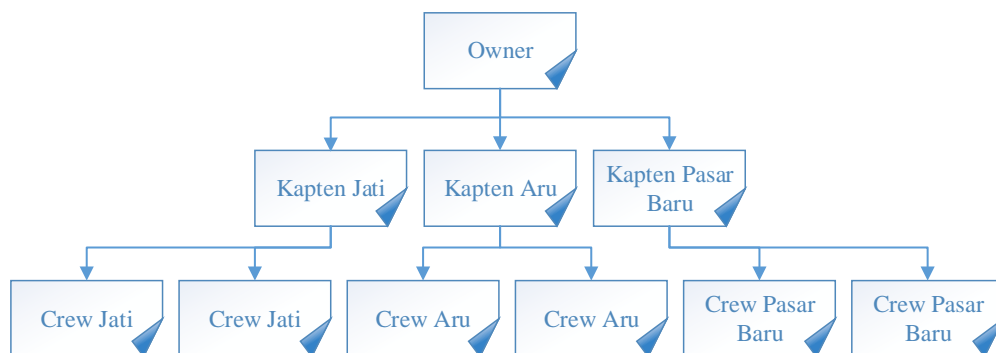 Owner
Kapten Jati
Kapten Aru
Kapten Pasar
Baru
Crew Jati
Crew Jati
Crew Aru
Crew Aru
Crew Pasar
Baru
Crew Pasar
Baru